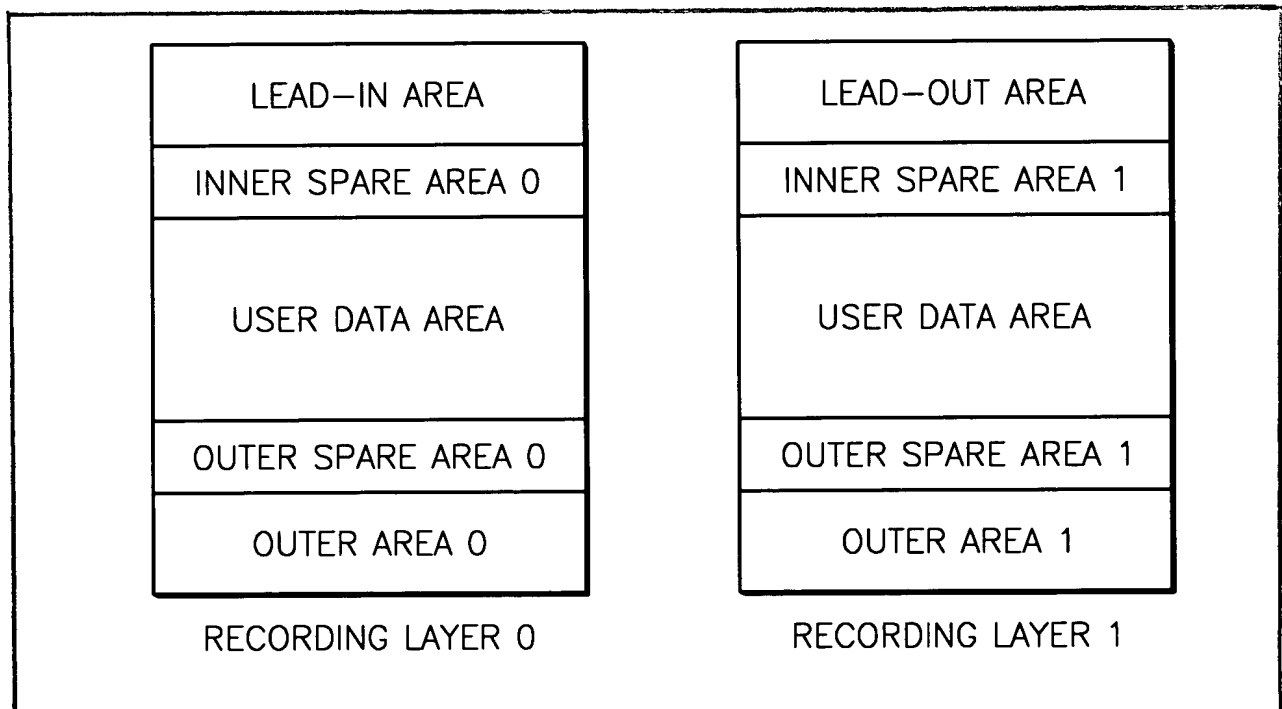 LEAD-IN AREA
INNER SPARE AREA 0
USER DATA AREA
OUTER SPARE AREA 0
OUTER AREA 0
RECORDING LAYER 0
LEAD-OUT AREA
INNER SPARE AREA 1
USER DATA AREA
OUTER SPARE AREA 1
OUTER AREA 1
RECORDING LAYER 1